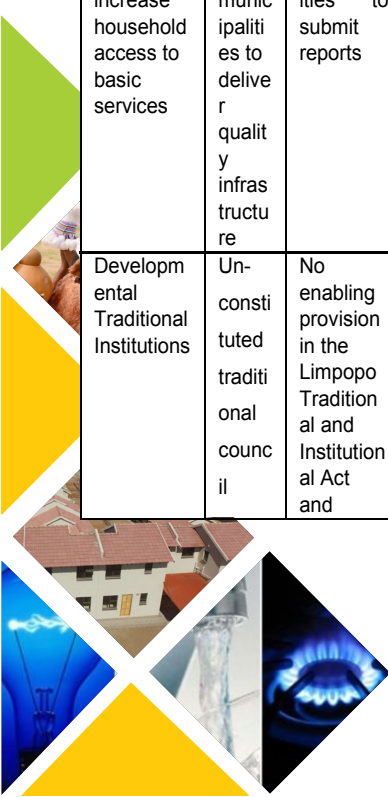 increase
household
access to
basic
services
munic
ipaliti
es to
delive
r
qualit
y
infras
tructu
re
ities to
submit
reports
Developm
ental
Traditional
Institutions
Un-
consti
tuted
traditi
onal
counc
il
No
enabling
provision
in the
Limpopo
Tradition
al and
Institution
al Act
and